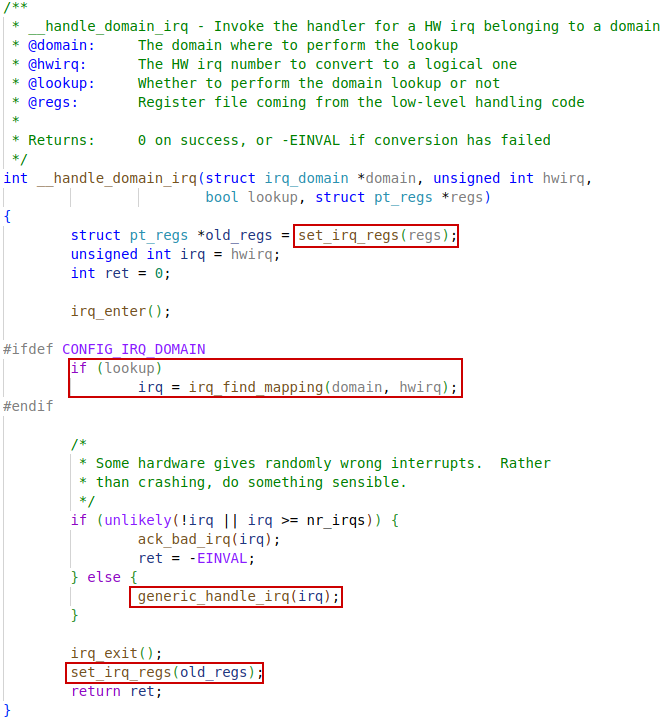 /**
 * __handle_domain_irq - Invoke the handler for a HW irq belonging to a domain
 * @domain:     The domain where to perform the lookup
 * @hwirq:      The HW irq number to convert to a logical one
 * @lookup:     Whether to perform the domain lookup or not
 * @regs:       Register file coming from the low-level handling code
 *
 * Returns:     0 on success, or -EINVAL if conversion has failed
 */
int __handle_domain_irq(struct irq_domain *domain, unsigned int hwirq,
                        bool lookup, struct pt_regs *regs)
{
        struct pt_regs *old_regs = set_irq_regs(regs);
        unsigned int irq = hwirq;
        int ret = 0;

        irq_enter();

#ifdef CONFIG_IRQ_DOMAIN
        if (lookup)
                irq = irq_find_mapping(domain, hwirq);
#endif

        /*
         * Some hardware gives randomly wrong interrupts.  Rather
         * than crashing, do something sensible.
         */
        if (unlikely(!irq || irq >= nr_irqs)) {
                ack_bad_irq(irq);
                ret = -EINVAL;
        } else {
                generic_handle_irq(irq);
        }

        irq_exit();
        set_irq_regs(old_regs);
        return ret;
}